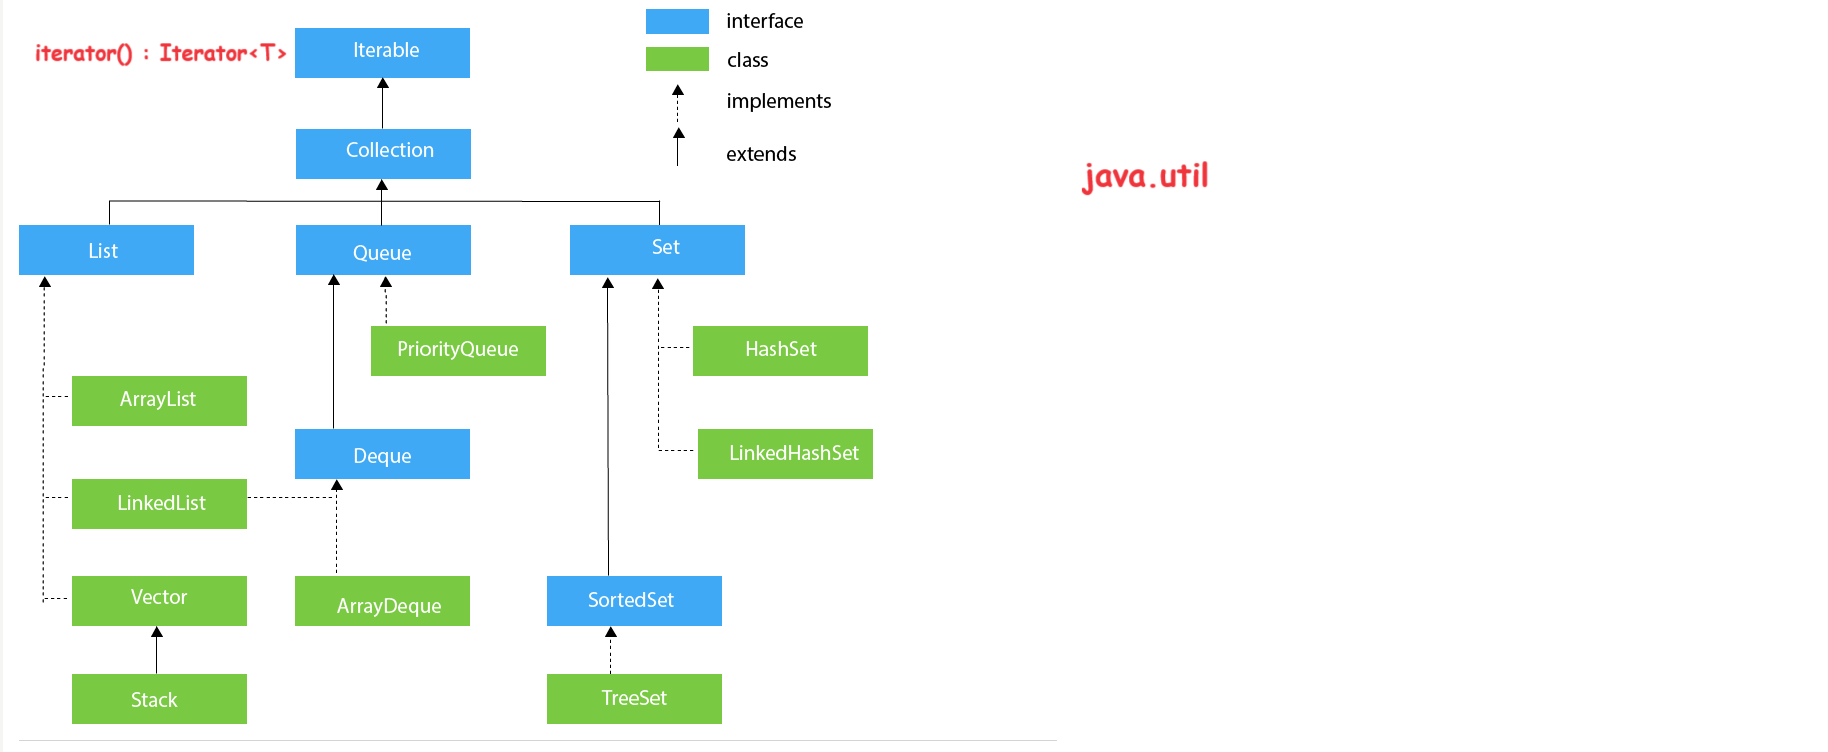 interface
iterator() : Iterator<T>
Iterable
class
implements
Collection
extends
java.util
List
Queue
Set
PriorityQueue
HashSet
ArrayList
Deque
LinkedHashSet
LinkedList
Vector
ArrayDeque
SortedSet
Stack
TreeSet